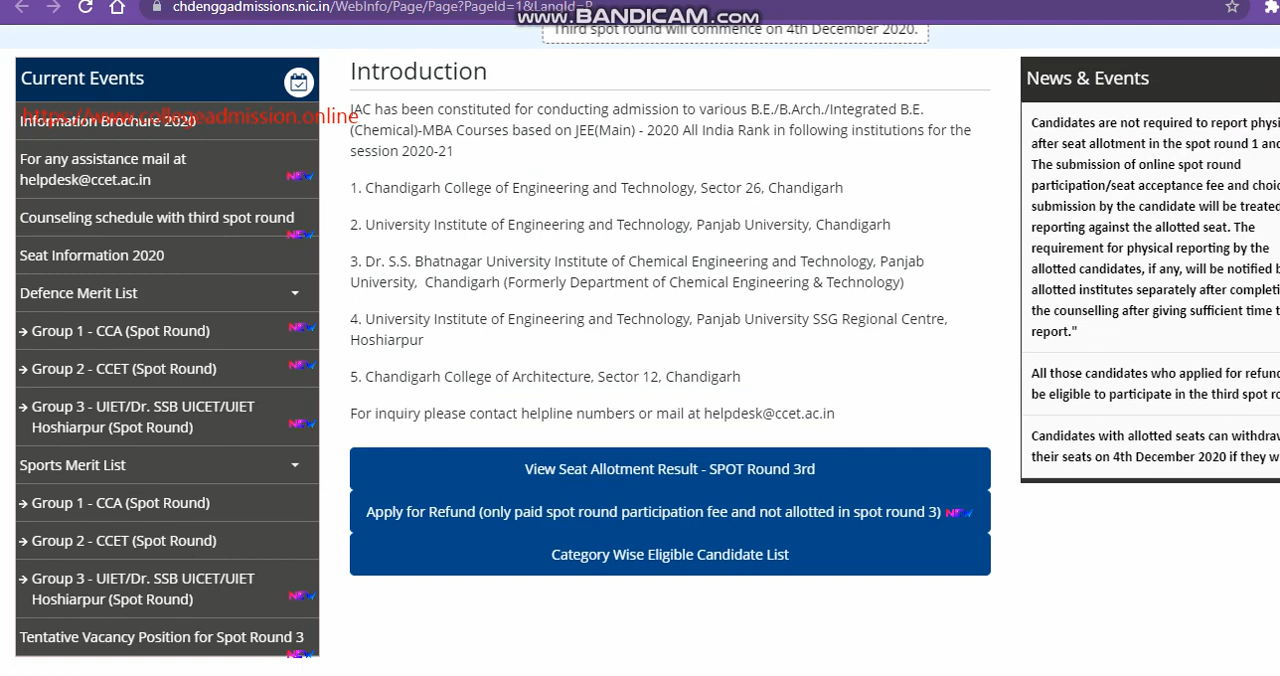 chdenggadmissions.nic.in/WebInfo/Page/Page?PageId=1&LangId=P
www.BANDICAM.com
Third spot round will commence on 4th December 2020.
Current Events
https://www.collegeadmission.online
Information Brochure 2020
For any assistance mail at
helpdesk@ccet.ac.in
NEW
Counseling schedule with third spot round
NEW
Seat Information 2020
Defence Merit List
Group 1 - CCA (Spot Round)
NEW
Group 2 - CCET (Spot Round)
NEW
Group 3 - UIET/Dr. SSB UICET/UIET
Hoshiarpur (Spot Round)
NEW
Sports Merit List
Group 1 - CCA (Spot Round)
Group 2 - CCET (Spot Round)
Group 3 - UIET/Dr. SSB UICET/UIET
Hoshiarpur (Spot Round)
NEW
Tentative Vacancy Position for Spot Round 3
NEW
Introduction
JAC has been constituted for conducting admission to various B.E./B.Arch./Integrated B.E.
(Chemical)-MBA Courses based on JEE(Main) - 2020 All India Rank in following institutions for the
session 2020-21
1. Chandigarh College of Engineering and Technology, Sector 26, Chandigarh
2. University Institute of Engineering and Technology, Panjab University, Chandigarh
3. Dr. S.S. Bhatnagar University Institute of Chemical Engineering and Technology, Panjab
University, Chandigarh (Formerly Department of Chemical Engineering & Technology)
4. University Institute of Engineering and Technology, Panjab University SSG Regional Centre,
Hoshiarpur
5. Chandigarh College of Architecture, Sector 12, Chandigarh
For inquiry please contact helpline numbers or mail at helpdesk@ccet.ac.in
View Seat Allotment Result - SPOT Round 3rd
Apply for Refund (only paid spot round participation fee and not allotted in spot round 3) NEW
Category Wise Eligible Candidate List
News & Events
Candidates are not required to report physi
after seat allotment in the spot round 1 and
The submission of online spot round
participation/seat acceptance fee and choic
submission by the candidate will be treated
reporting against the allotted seat. The
requirement for physical reporting by the
allotted candidates, if any, will be notified b
allotted institutes separately after completi
the counselling after giving sufficient time t
report."
All those candidates who applied for refund
be eligible to participate in the third spot ro
Candidates with allotted seats can withdraw
their seats on 4th December 2020 if they w